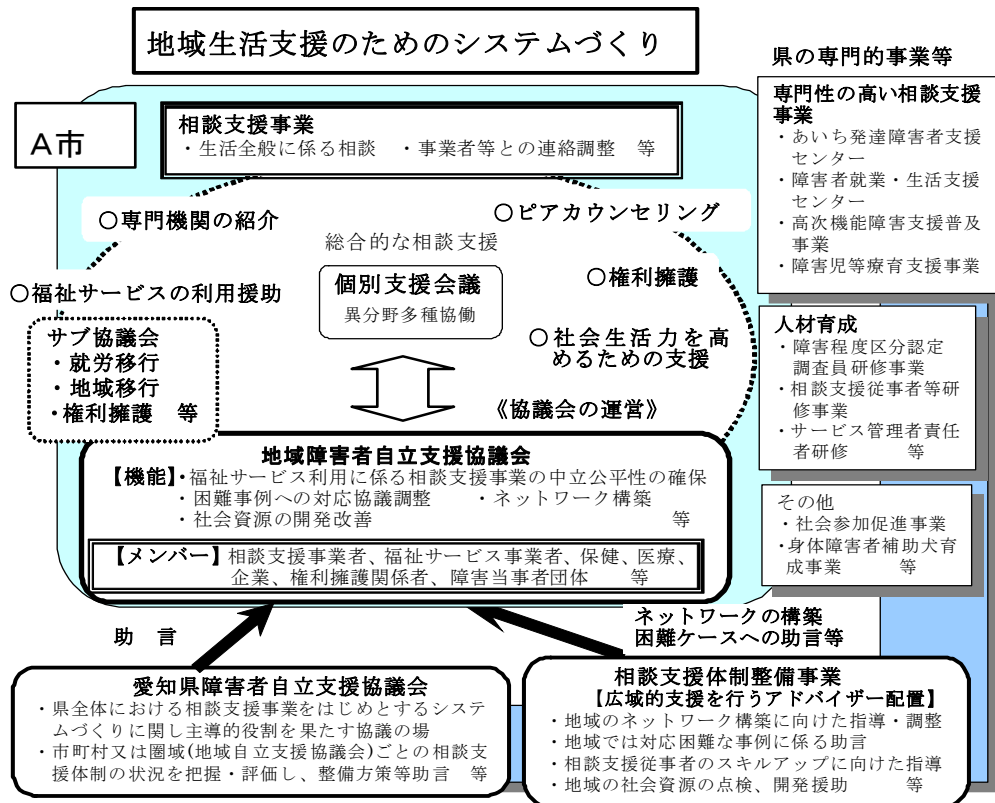 地域生活支援のためのシステムづくり
A市
相談支援事業
・生活全般に係る相談　・事業者等との連絡調整　等
○専門機関の紹介
○ピアカウンセリング
総合的な相談支援
○権利擁護
個別支援会議
異分野多種協働
○福祉サービスの利用援助
○社会生活力を高
めるための支援
サブ協議会
・就労移行
・地域移行
・権利擁護　等
《協議会の運営》
地域障害者自立支援協議会
【機能】・福祉サービス利用に係る相談支援事業の中立公平性の確保
・困難事例への対応協議調整　・ネットワーク構築
・社会資源の開発改善　等
【メンバー】相談支援事業者、福祉サービス事業者、保健、医療、
企業、権利擁護関係者、障害当事者団体　等
県の専門的事業等
専門性の高い相談支援
事業
・あいち発達障害者支援
センター
・障害者就業・生活支援
センター
・高次機能障害支援普及
事業
・障害児等療育支援事業
人材育成
・障害程度区分認定
調査員研修事業
・相談支援従事者等研
修事業
・サービス管理者責任
者研修　等
その他
・社会参加促進事業
・身体障害者補助犬育
成事業　等
助　言
ネットワークの構築
困難ケースへの助言等
愛知県障害者自立支援協議会
・県全体における相談支援事業をはじめとするシステ
ムづくりに関し主導的役割を果たす協議の場
・市町村又は圏域(地域自立支援協議会)ごとの相談支
援体制の状況を把握・評価し、整備方策等助言　等
相談支援体制整備事業
【広域的支援を行うアドバイザー配置】
・地域のネットワーク構築に向けた指導・調整
・地域では対応困難な事例に係る助言
・相談支援従事者のスキルアップに向けた指導
・地域の社会資源の点検、開発援助　等